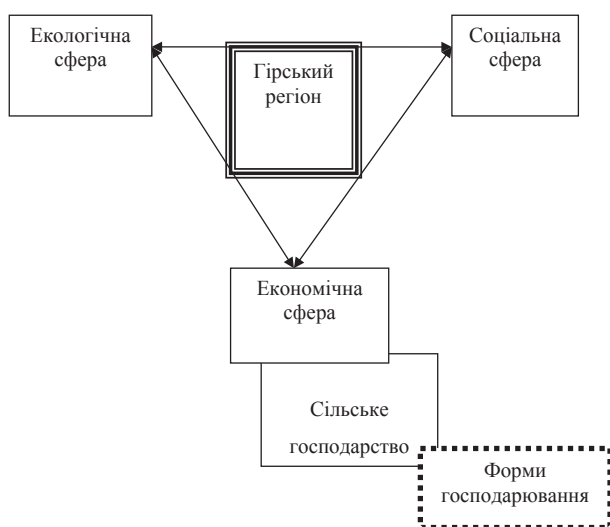 Екологічна
сфера
Гірський
регіон
Соціальна
сфера
Економічна
сфера
Сільське
господарство
Форми
господарювання